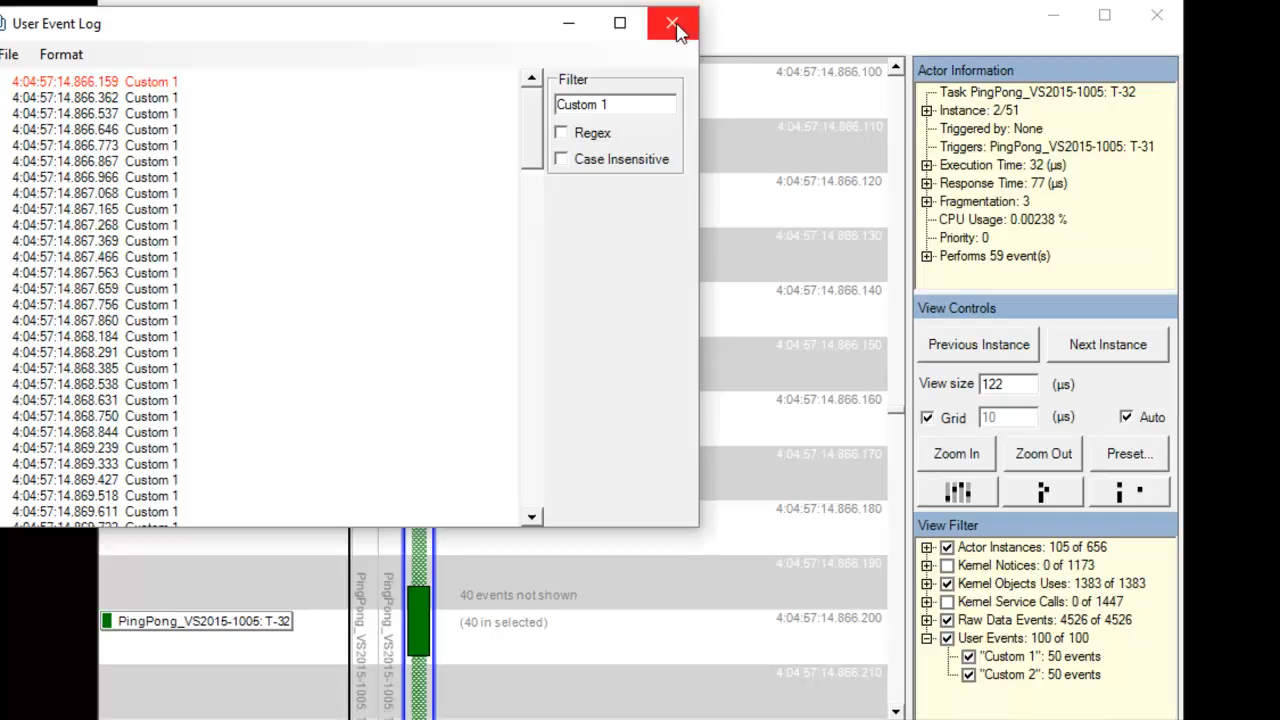 User Event Log
File Format
4:04:57:14.866.159 Custom 1
4:04:57:14.866.362 Custom 1
4:04:57:14.866.537 Custom 1
4:04:57:14.866.646 Custom 1
4:04:57:14.866.773 Custom 1
4:04:57:14.866.867 Custom 1
4:04:57:14.866.966 Custom 1
4:04:57:14.867.068 Custom 1
4:04:57:14.867.165 Custom 1
4:04:57:14.867.268 Custom 1
4:04:57:14.867.369 Custom 1
4:04:57:14.867.466 Custom 1
4:04:57:14.867.563 Custom 1
4:04:57:14.867.659 Custom 1
4:04:57:14.867.756 Custom 1
4:04:57:14.867.860 Custom 1
4:04:57:14.868.184 Custom 1
4:04:57:14.868.291 Custom 1
4:04:57:14.868.385 Custom 1
4:04:57:14.868.538 Custom 1
4:04:57:14.868.631 Custom 1
4:04:57:14.868.750 Custom 1
4:04:57:14.868.844 Custom 1
4:04:57:14.869.239 Custom 1
4:04:57:14.869.333 Custom 1
4:04:57:14.869.427 Custom 1
4:04:57:14.869.518 Custom 1
4:04:57:14.869.611 Custom 1
Filter
Custom 1
Regex
Case Insensitive
4:04:57:14.866.100
4:04:57:14.866.110
4:04:57:14.866.120
4:04:57:14.866.130
4:04:57:14.866.140
4:04:57:14.866.150
4:04:57:14.866.160
4:04:57:14.866.170
4:04:57:14.866.180
4:04:57:14.866.190
4:04:57:14.866.200
4:04:57:14.866.210
PingPong_VS2015-1005: T-32
PingPong_VS2015-1005
PingPong_VS2015-1005
40 events not shown
(40 in selected)
Actor Information
Task PingPong_VS2015-1005: T-32
Instance: 2/51
Triggered by: None
Triggers: PingPong_VS2015-1005: T-31
Execution Time: 32 (µs)
Response Time: 77 (µs)
Fragmentation: 3
CPU Usage: 0.00238 %
Priority: 0
Performs 59 event(s)
View Controls
Previous Instance Next Instance
View size 122 (µs)
Grid 10 (µs) Auto
Zoom In Zoom Out Preset...
View Filter
Actor Instances: 105 of 656
Kernel Notices: 0 of 1173
Kernel Objects Uses: 1383 of 1383
Kernel Service Calls: 0 of 1447
Raw Data Events: 4526 of 4526
User Events: 100 of 100
"Custom 1": 50 events
"Custom 2": 50 events